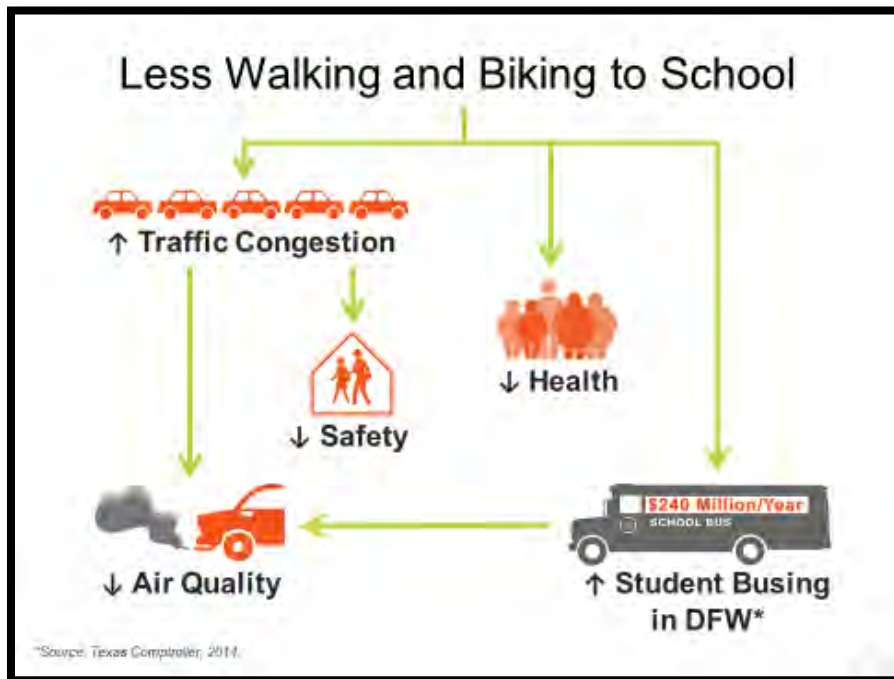 Less Walking and Biking to School
↑ Traffic Congestion
↓ Health
↓ Safety
$240 Million/Year
SCHOOL BUS
↓ Air Quality
↑ Student Busing
in DFW*
*Source: Texas Comptroller, 2014.